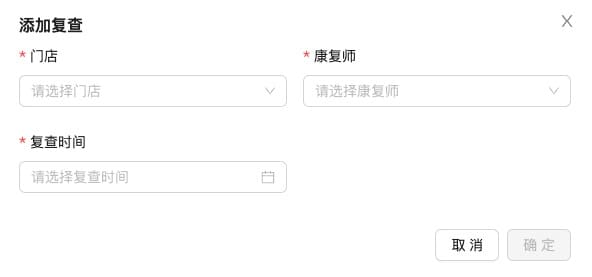 添加复查
* 门店
* 康复师
请选择门店
请选择康复师
* 复查时间
请选择复查时间
取 消
确 定